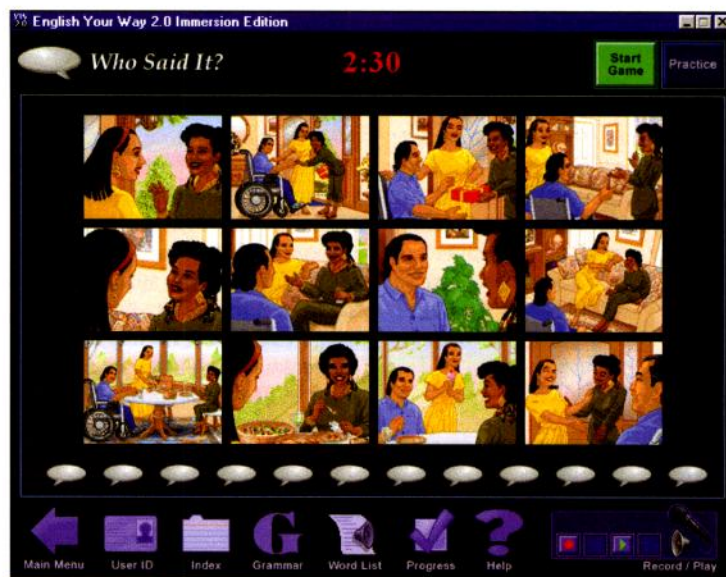 English Your Way 2.0 Immersion Edition
Who Said It?
2:30
Start
Game
Practice
G
?
Main Menu
User ID
Index
Grammar
Word List
Progress
Help
Record / Play